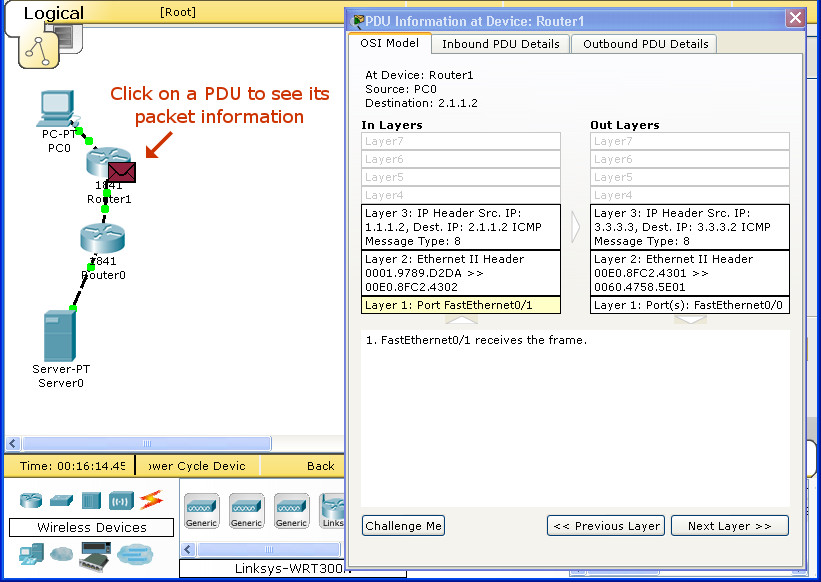 Logical
[Root]
Click on a PDU to see its
packet information
PC-PT
PC0
1841
Router1
1841
Router0
Server-PT
Server0
Time: 00:16:14.45
ower Cycle Devic
Back
Wireless Devices
Generic
Generic
Generic
Links
Linksys-WRT300N
PDU Information at Device: Router1
OSI Model
Inbound PDU Details
Outbound PDU Details
At Device: Router1
Source: PC0
Destination: 2.1.1.2
In Layers
Layer7
Layer6
Layer5
Layer4
Layer 3: IP Header Src. IP:
1.1.1.2, Dest. IP: 2.1.1.2 ICMP
Message Type: 8
Layer 2: Ethernet II Header
0001.9789.D2DA >>
00E0.8FC2.4302
Layer 1: Port FastEthernet0/1
Out Layers
Layer7
Layer6
Layer5
Layer4
Layer 3: IP Header Src. IP:
3.3.3.3, Dest. IP: 3.3.3.2 ICMP
Message Type: 8
Layer 2: Ethernet II Header
00E0.8FC2.4301 >>
0060.4758.5E01
Layer 1: Port(s): FastEthernet0/0
1. FastEthernet0/1 receives the frame.
Challenge Me
<< Previous Layer
Next Layer >>